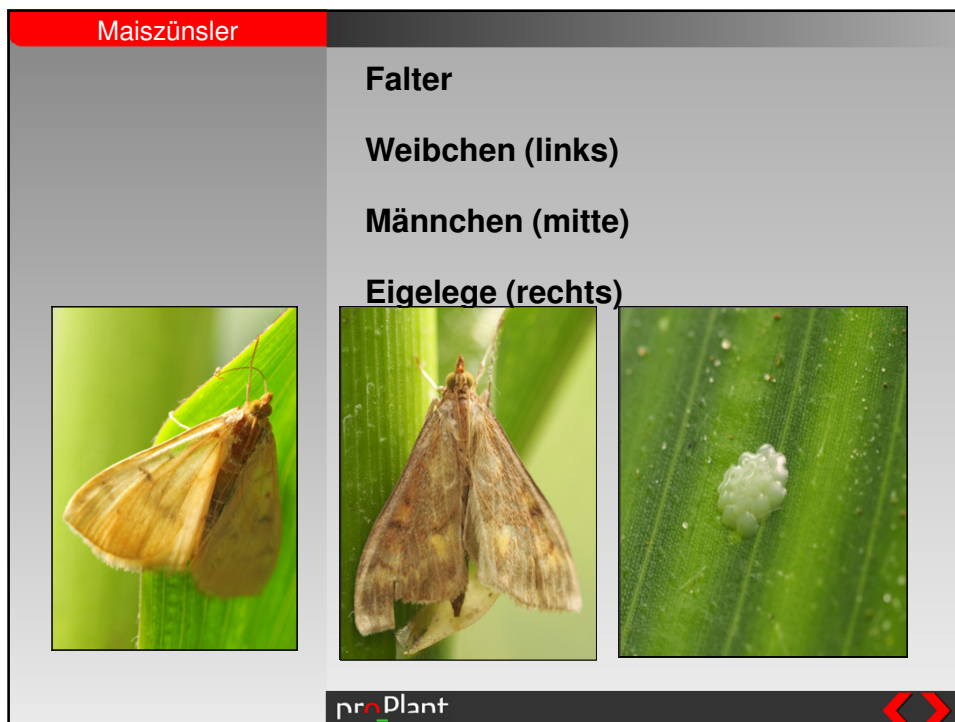 Maiszünsler
Falter
Weibchen (links)
Männchen (mitte)
Eigelege (rechts)
proPlant